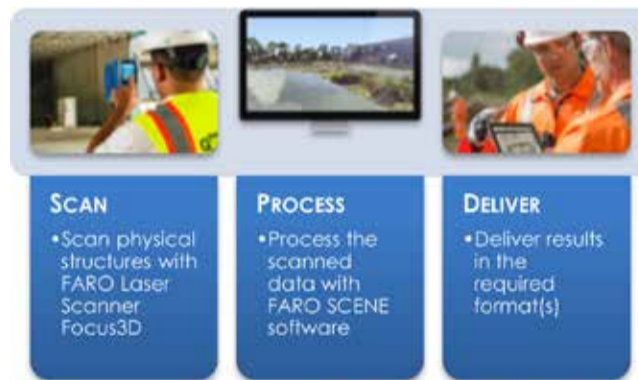 SCAN
•Scan physical
structures with
FARO Laser
Scanner
Focus3D
PROCESS
•Process the
scanned
data with
FARO SCENE
software
DELIVER
•Deliver results
in the
required
format(s)